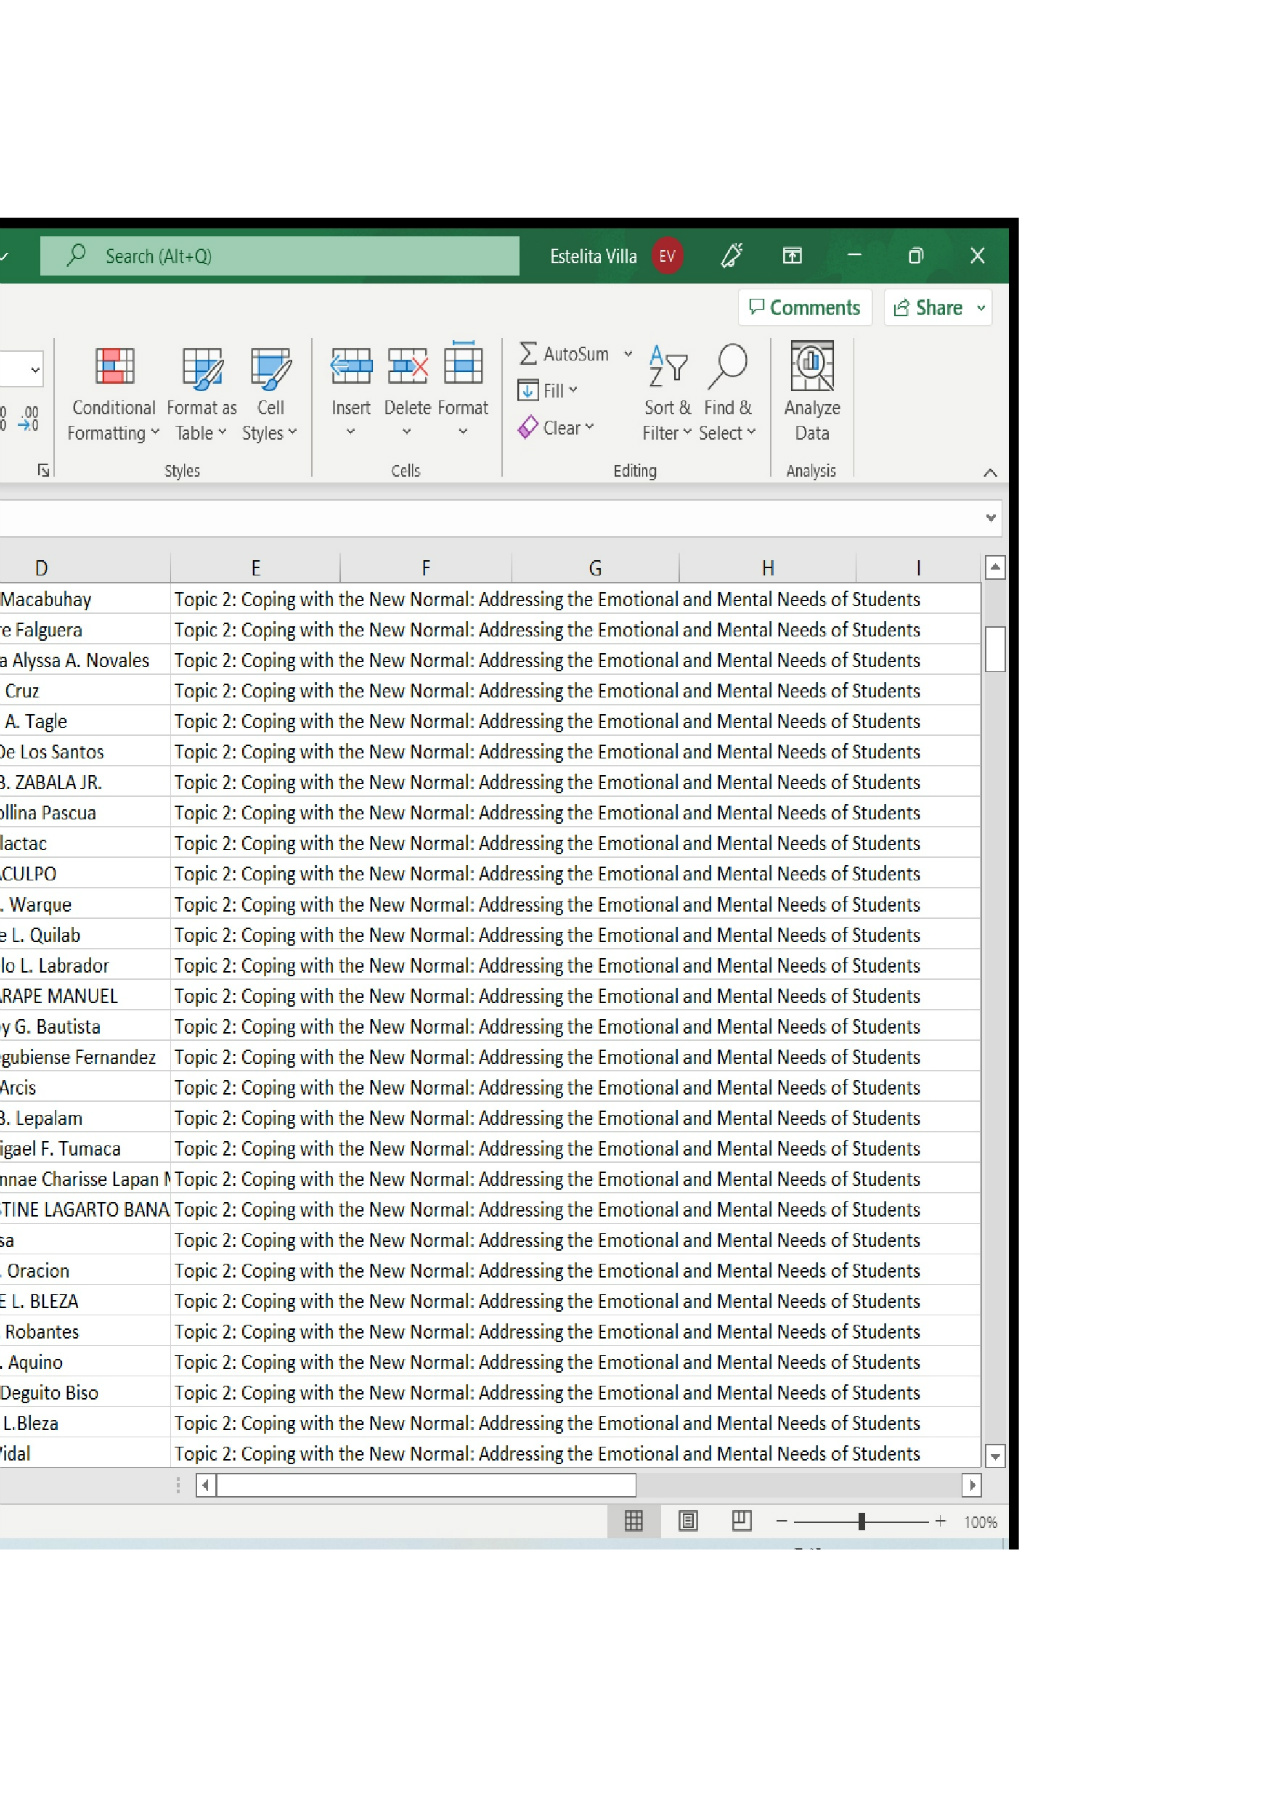 Search (Alt+Q) Estelita Villa EV
Comments Share
AutoSum
Fill
Clear
Conditional Formatting
Format as Table
Cell Styles
Insert
Delete
Format
Sort & Filter
Find & Select
Analyze Data
Styles Cells Editing Analysis
D E F G H I
Macabuhay Topic 2: Coping with the New Normal: Addressing the Emotional and Mental Needs of Students
re Falguera Topic 2: Coping with the New Normal: Addressing the Emotional and Mental Needs of Students
a Alyssa A. Novales Topic 2: Coping with the New Normal: Addressing the Emotional and Mental Needs of Students
Cruz Topic 2: Coping with the New Normal: Addressing the Emotional and Mental Needs of Students
A. Tagle Topic 2: Coping with the New Normal: Addressing the Emotional and Mental Needs of Students
De Los Santos Topic 2: Coping with the New Normal: Addressing the Emotional and Mental Needs of Students
B. ZABALA JR. Topic 2: Coping with the New Normal: Addressing the Emotional and Mental Needs of Students
ollina Pascua Topic 2: Coping with the New Normal: Addressing the Emotional and Mental Needs of Students
lactac Topic 2: Coping with the New Normal: Addressing the Emotional and Mental Needs of Students
ACULPO Topic 2: Coping with the New Normal: Addressing the Emotional and Mental Needs of Students
. Warque Topic 2: Coping with the New Normal: Addressing the Emotional and Mental Needs of Students
e L. Quilab Topic 2: Coping with the New Normal: Addressing the Emotional and Mental Needs of Students
lo L. Labrador Topic 2: Coping with the New Normal: Addressing the Emotional and Mental Needs of Students
ARAPE MANUEL Topic 2: Coping with the New Normal: Addressing the Emotional and Mental Needs of Students
y G. Bautista Topic 2: Coping with the New Normal: Addressing the Emotional and Mental Needs of Students
egubiense Fernandez Topic 2: Coping with the New Normal: Addressing the Emotional and Mental Needs of Students
Arcis Topic 2: Coping with the New Normal: Addressing the Emotional and Mental Needs of Students
B. Lepalam Topic 2: Coping with the New Normal: Addressing the Emotional and Mental Needs of Students
igael F. Tumaca Topic 2: Coping with the New Normal: Addressing the Emotional and Mental Needs of Students
nnae Charisse Lapan Topic 2: Coping with the New Normal: Addressing the Emotional and Mental Needs of Students
STINE LAGARTO BANA Topic 2: Coping with the New Normal: Addressing the Emotional and Mental Needs of Students
sa Topic 2: Coping with the New Normal: Addressing the Emotional and Mental Needs of Students
. Oracion Topic 2: Coping with the New Normal: Addressing the Emotional and Mental Needs of Students
E L. BLEZA Topic 2: Coping with the New Normal: Addressing the Emotional and Mental Needs of Students
Robantes Topic 2: Coping with the New Normal: Addressing the Emotional and Mental Needs of Students
. Aquino Topic 2: Coping with the New Normal: Addressing the Emotional and Mental Needs of Students
Deguito Biso Topic 2: Coping with the New Normal: Addressing the Emotional and Mental Needs of Students
L.Bleza Topic 2: Coping with the New Normal: Addressing the Emotional and Mental Needs of Students
Vidal Topic 2: Coping with the New Normal: Addressing the Emotional and Mental Needs of Students
100%